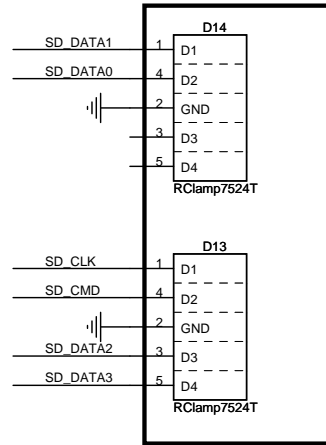 D14
SD_DATA1 1 D1
SD_DATA0 4 D2
2 GND
3 D3
5 D4
RClamp7524T
D13
SD_CLK 1 D1
SD_CMD 4 D2
2 GND
SD_DATA2 3 D3
SD_DATA3 5 D4
RClamp7524T